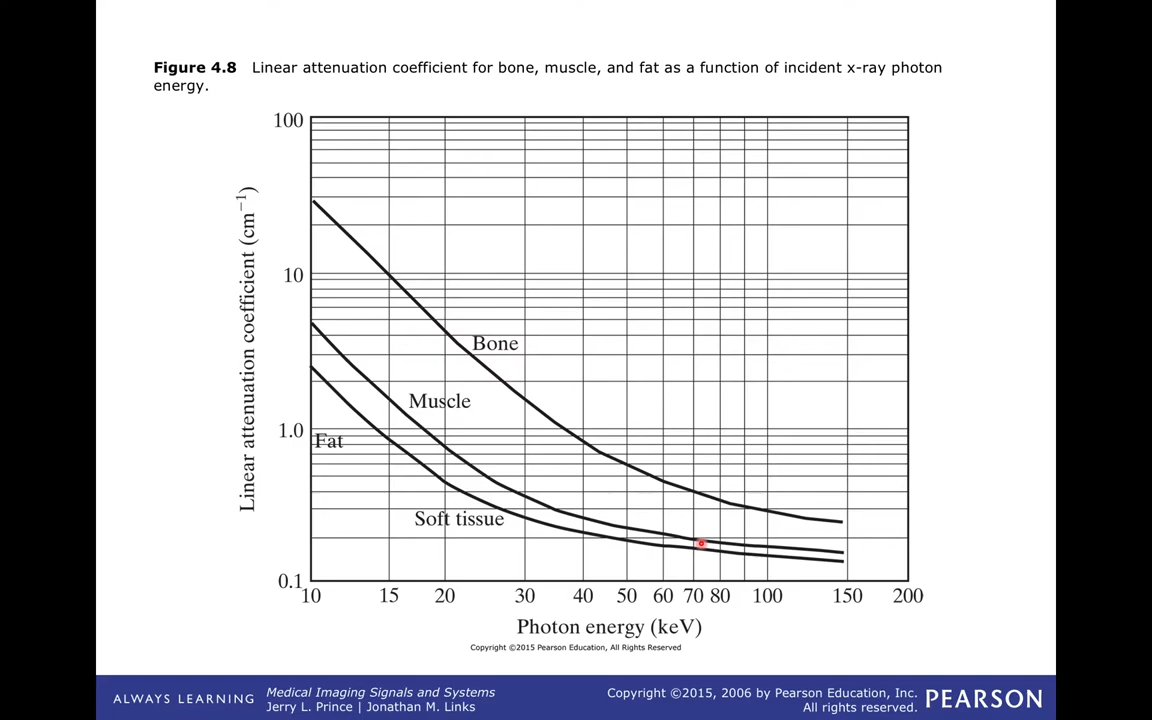 Figure 4.8 Linear attenuation coefficient for bone, muscle, and fat as a function of incident x-ray photon
energy.
100
10
1.0
0.1
Linear attenuation coefficient (cm⁻¹)
Bone
Muscle
Fat
Soft tissue
10 15 20 30 40 50 60 70 80 100 150 200
Photon energy (keV)
Copyright ©2015 Pearson Education, All Rights Reserved
ALWAYS LEARNING
Medical Imaging Signals and Systems
Jerry L. Prince | Jonathan M. Links
Copyright ©2015, 2006 by Pearson Education, Inc.
All rights reserved.
PEARSON